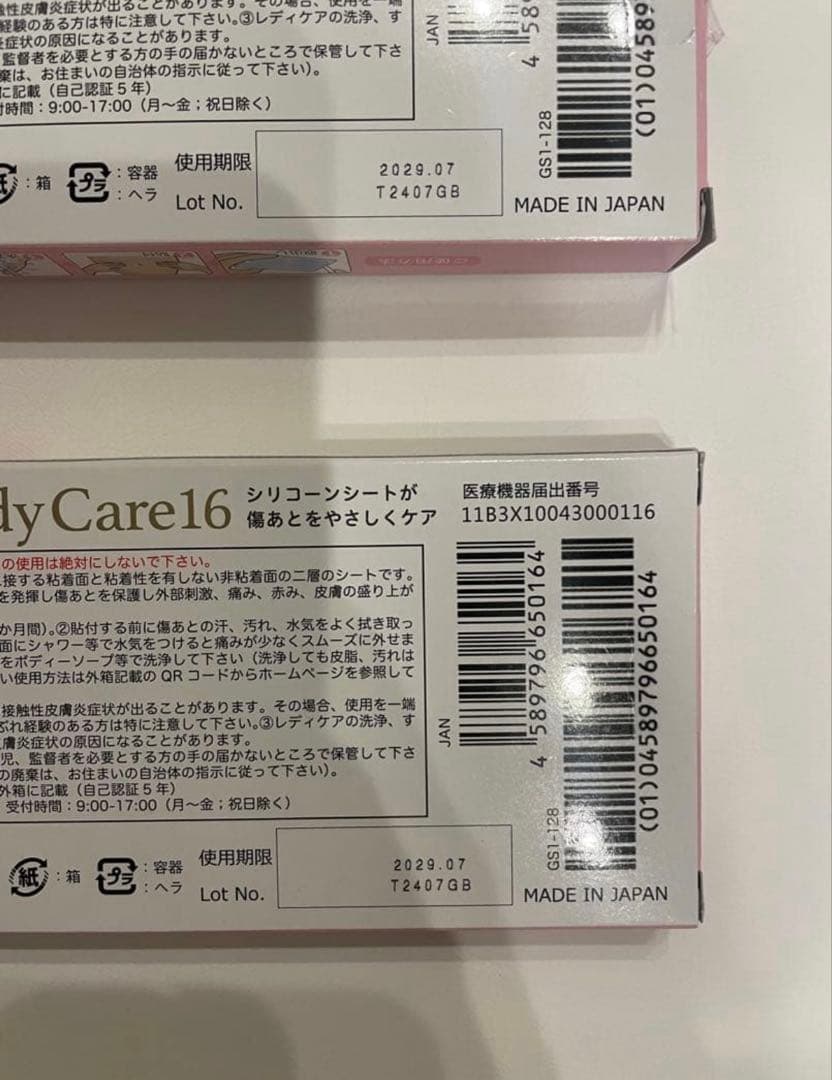 触性皮膚炎症状が出ることがあります。その場合、使用を一端
経験のある方は特に注意して下さい。③レディケアの洗浄、す
炎症状の原因になることがあります。
監督者を必要とする方の手の届かないところで保管して下さ
棄は、お住まいの自治体の指示に従って下さい)。
に記載（自己認証5年）
付時間：9:00-17:00（月〜金；祝日除く）
紙：箱
プラ：容器
：ヘラ
使用期限
2029.07
Lot No.
T2407GB
JAN
4 589
GS1-128
(01)04589
MADE IN JAPAN
ご使用方法
dy Care16
シリコーンシートが
傷あとをやさしくケア
医療機器届出番号
11B3X10043000116
の使用は絶対にしないで下さい。
接する粘着面と粘着性を有しない非粘着面の二層のシートです。
を発揮し傷あとを保護し外部刺激、痛み、赤み、皮膚の盛り上が
か月間)。②貼付する前に傷あとの汗、汚れ、水気をよく拭き取っ
面にシャワー等で水気をつけると痛みが少なくスムーズに外せま
をボディーソープ等で洗浄して下さい（洗浄しても皮脂、汚れは
い使用方法は外箱記載の QR コードからホームページを参照して
接触性皮膚炎症状が出ることがあります。その場合、使用を一端
ぶれ経験のある方は特に注意して下さい。③レディケアの洗浄、す
膚炎症状の原因になることがあります。
児、監督者を必要とする方の手の届かないところで保管して下さ
の廃棄は、お住まいの自治体の指示に従って下さい)。
外箱に記載（自己認証5年）
受付時間：9:00-17:00（月〜金；祝日除く）
JAN
4 589796 650164
GS1-128
(01)04589796650164
紙：箱
プラ：容器
：ヘラ
使用期限
2029.07
Lot No.
T2407GB
MADE IN JAPAN